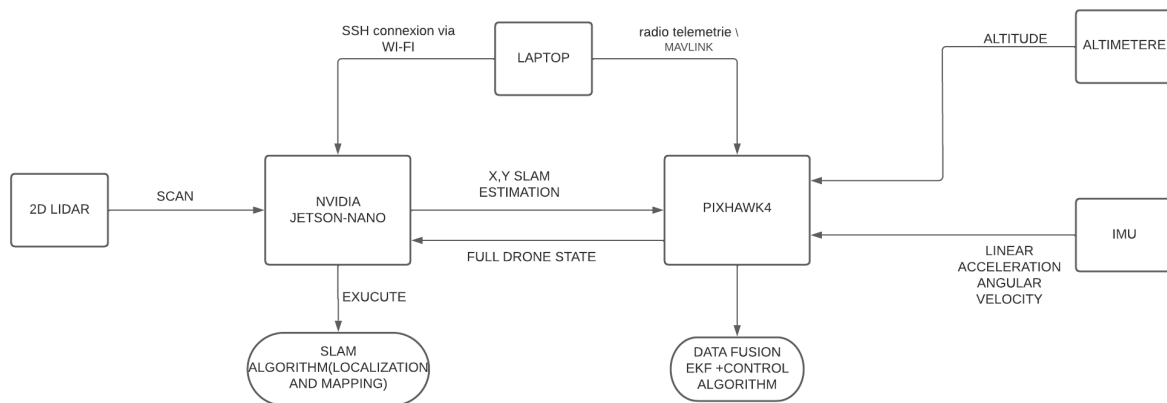 SSH connexion via
WI-FI
LAPTOP
radio telemetrie \
MAVLINK
ALTITUDE
ALTIMETERE
2D LIDAR
SCAN
NVIDIA
JETSON-NANO
X,Y SLAM
ESTIMATION
FULL DRONE STATE
PIXHAWK4
IMU
LINEAR
ACCELERATION
ANGULAR
VELOCITY
EXUCUTE
SLAM
ALGORITHM(LOCALIZATION
AND MAPPING)
DATA FUSION
EKF +CONTROL
ALGORITHM